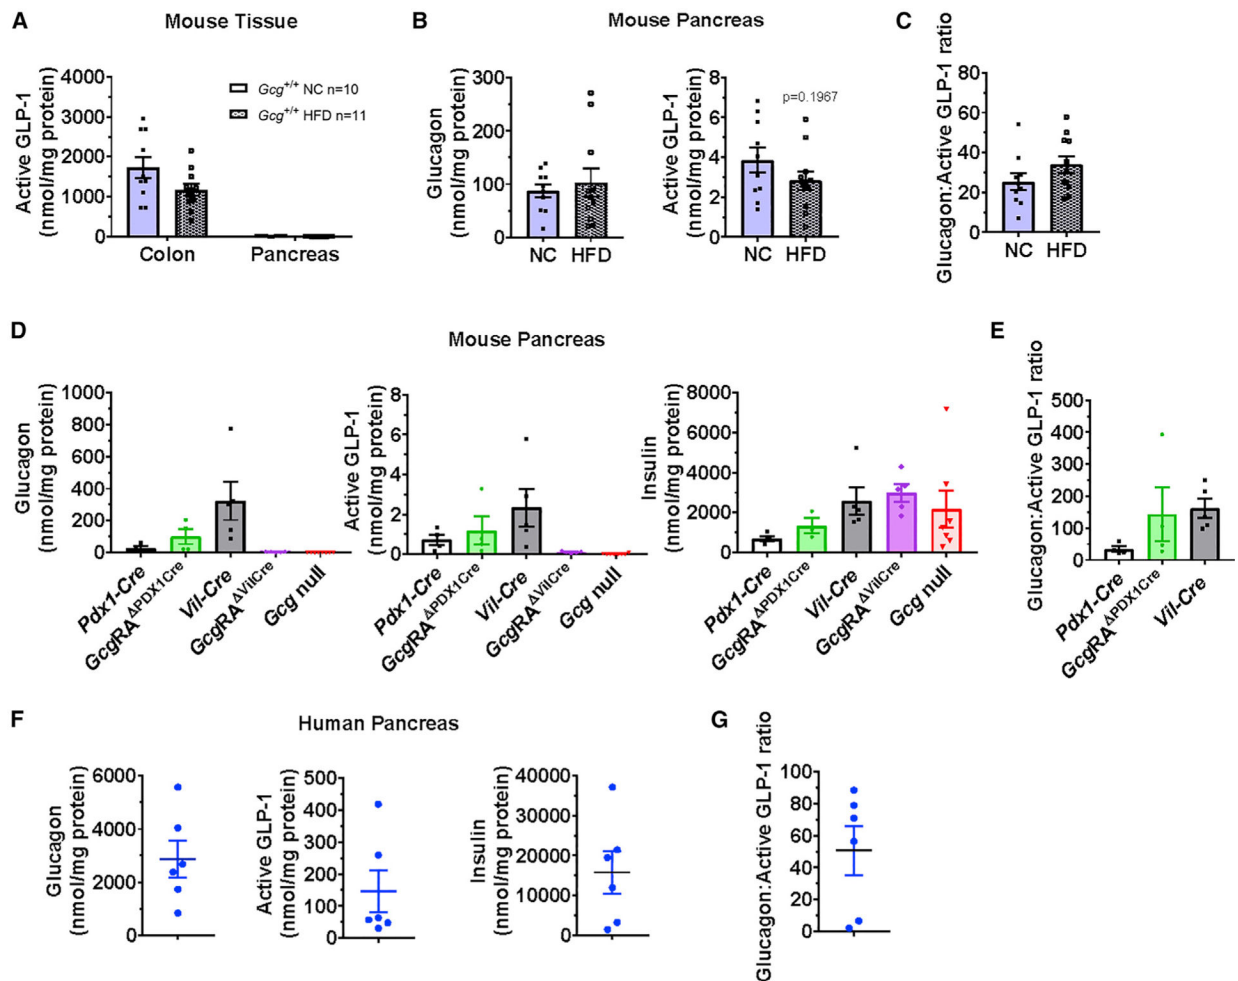 A
Mouse Tissue
Active GLP-1
(nmol/mg protein)
4000
3000
2000
1000
0
Gcg+/+ NC n=10
Gcg+/+ HFD n=11
Colon
Pancreas
B
Mouse Pancreas
Glucagon
(nmol/mg protein)
300
200
100
0
NC
HFD
Active GLP-1
(nmol/mg protein)
8
6
4
2
0
p=0.1967
NC
HFD
C
Glucagon:Active GLP-1 ratio
80
60
40
20
0
NC
HFD
D
Mouse Pancreas
Glucagon
(nmol/mg protein)
1000
800
600
400
200
0
Pdx1-Cre
GcgRAΔPDX1Cre
Vil-Cre
GcgRAΔVilCre
Gcg null
Active GLP-1
(nmol/mg protein)
8
6
4
2
0
Pdx1-Cre
GcgRAΔPDX1Cre
Vil-Cre
GcgRAΔVilCre
Gcg null
Insulin
(nmol/mg protein)
8000
6000
4000
2000
0
Pdx1-Cre
GcgRAΔPDX1Cre
Vil-Cre
GcgRAΔVilCre
Gcg null
E
Glucagon:Active GLP-1 ratio
500
400
300
200
100
0
Pdx1-Cre
GcgRAΔPDX1Cre
Vil-Cre
F
Human Pancreas
Glucagon
(nmol/mg protein)
6000
4000
2000
0
Active GLP-1
(nmol/mg protein)
500
400
300
200
100
0
Insulin
(nmol/mg protein)
40000
30000
20000
10000
0
G
Glucagon:Active GLP-1 ratio
100
80
60
40
20
0